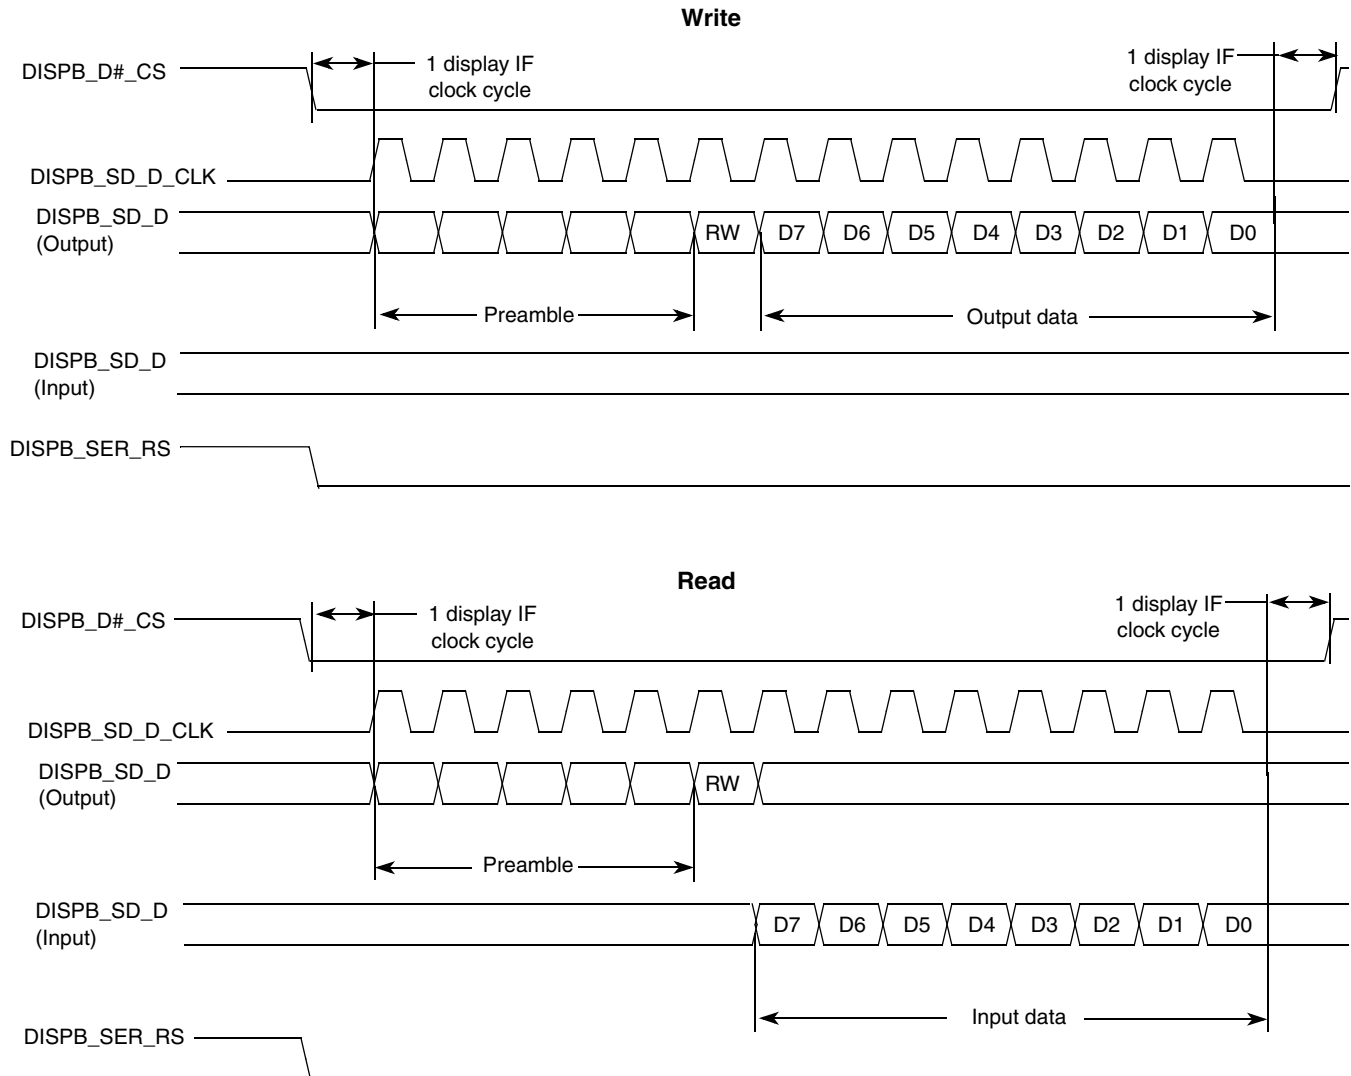 Write
DISPB_D#_CS
1 display IF
clock cycle
1 display IF
clock cycle
DISPB_SD_D_CLK
DISPB_SD_D
(Output)
RW D7 D6 D5 D4 D3 D2 D1 D0
Preamble
Output data
DISPB_SD_D
(Input)
DISPB_SER_RS
Read
DISPB_D#_CS
1 display IF
clock cycle
1 display IF
clock cycle
DISPB_SD_D_CLK
DISPB_SD_D
(Output)
RW
Preamble
DISPB_SD_D
(Input)
D7 D6 D5 D4 D3 D2 D1 D0
Input data
DISPB_SER_RS